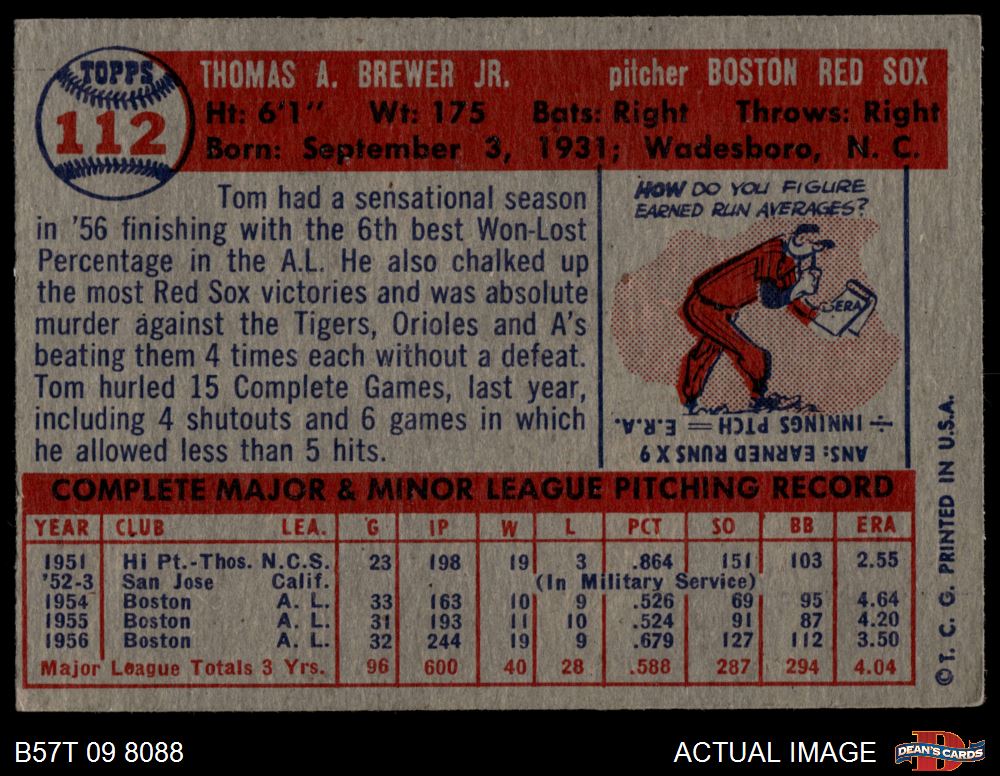 TOPPS
112
THOMAS A. BREWER JR. pitcher BOSTON RED SOX
Ht: 6'1" Wt: 175 Bats: Right Throws: Right
Born: September 3, 1931; Wadesboro, N. C.
Tom had a sensational season
in '56 finishing with the 6th best Won-Lost
Percentage in the A.L. He also chalked up
the most Red Sox victories and was absolute
murder against the Tigers, Orioles and A's
beating them 4 times each without a defeat.
Tom hurled 15 Complete Games, last year,
including 4 shutouts and 6 games in which
he allowed less than 5 hits.
HOW DO YOU FIGURE
EARNED RUN AVERAGES?
ERA
ANS: EARNED RUNS X 9
÷ INNINGS PTCH = E.R.A.
COMPLETE MAJOR & MINOR LEAGUE PITCHING RECORD
YEAR CLUB LEA. G IP W L PCT SO BB ERA
1951 Hi Pt.-Thos. N.C.S. 23 198 19 3 .864 151 103 2.55
'52-3 San Jose Calif. (In Military Service)
1954 Boston A. L. 33 163 10 9 .526 69 95 4.64
1955 Boston A. L. 31 193 11 10 .524 91 87 4.20
1956 Boston A. L. 32 244 19 9 .679 127 112 3.50
Major League Totals 3 Yrs. 96 600 40 28 .588 287 294 4.04
© T. C. G. PRINTED IN U.S.A.
B57T 09 8088 ACTUAL IMAGE
DEAN'S CARDS